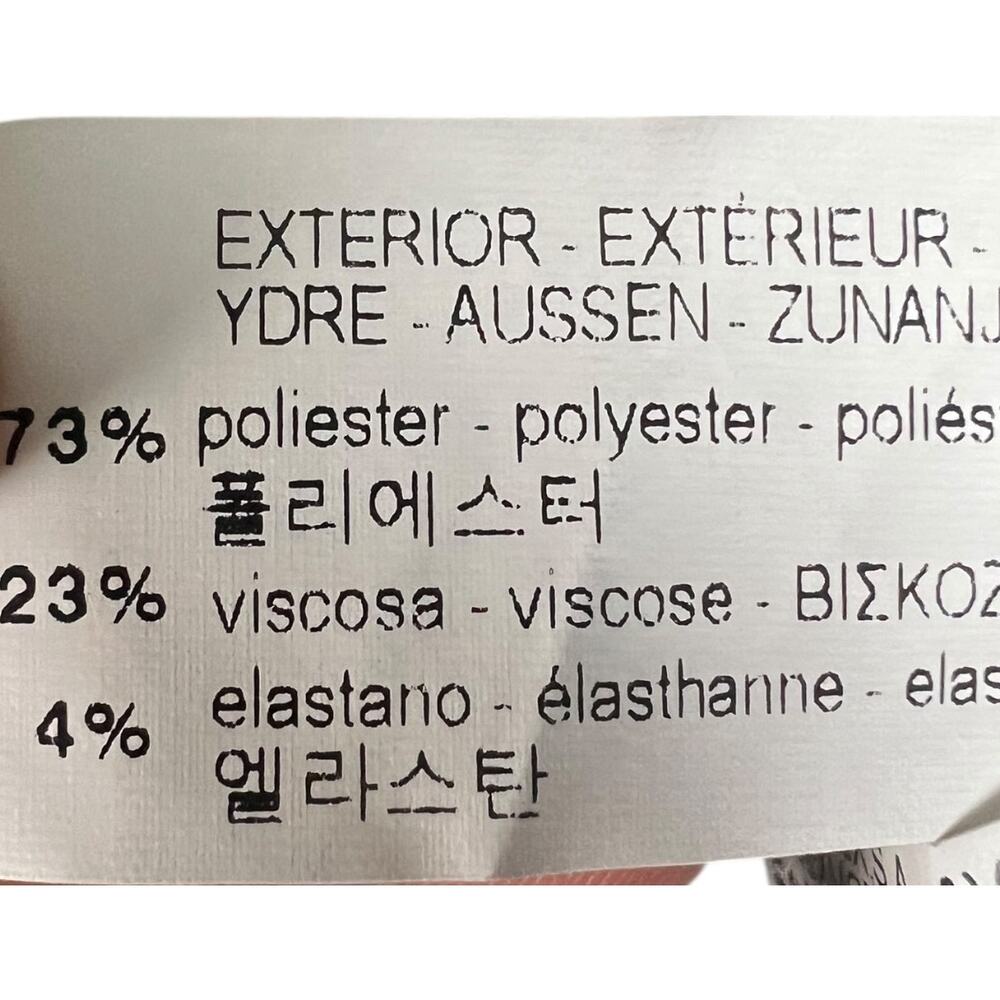 EXTERIOR - EXTÉRIEUR -
YDRE - AUSSEN - ZUNANJ
73% poliester - polyester - poliés
폴리에스터
23% viscosa - viscose - ΒΙΣΚΟΖ
4% elastano - élasthanne - elas
엘라스탄